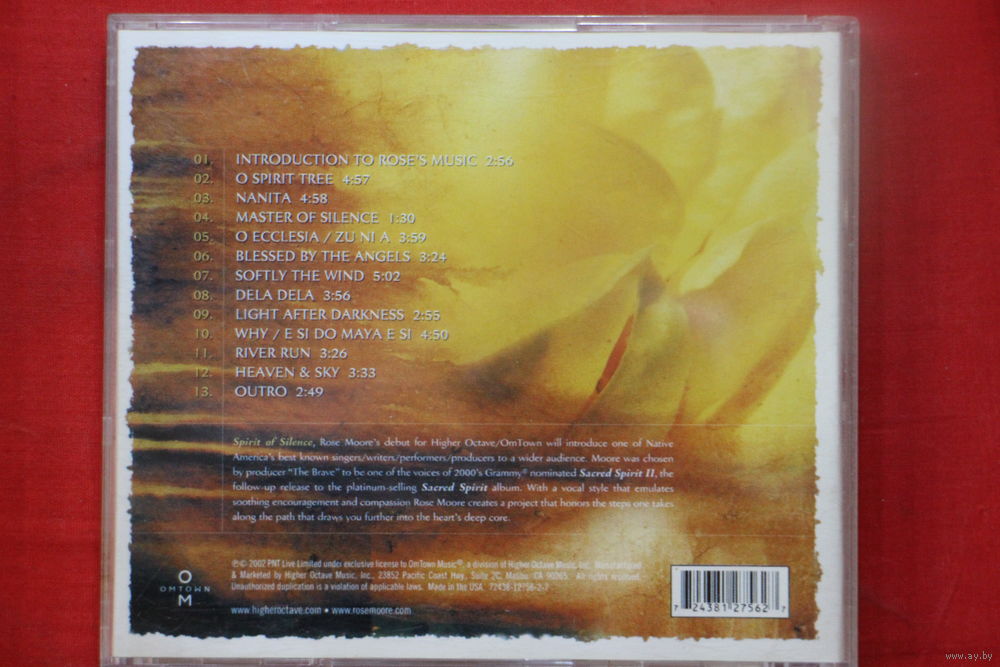 01. INTRODUCTION TO ROSE'S MUSIC 2:56
02. O SPIRIT TREE 4:57
03. NANITA 4:58
04. MASTER OF SILENCE 1:30
05. O ECCLESIA / ZU NI A 3:59
06. BLESSED BY THE ANGELS 3:24
07. SOFTLY THE WIND 5:02
08. DELA DELA 3:56
09. LIGHT AFTER DARKNESS 2:55
10. WHY / E SI DO MAYA E SI 4:50
11. RIVER RUN 3:26
12. HEAVEN & SKY 3:33
13. OUTRO 2:49
Spirit of Silence, Rose Moore's debut for Higher Octave/OmTown will introduce one of Native
America's best known singers/writers/performers/producers to a wider audience. Moore was chosen
by producer "The Brave" to be one of the voices of 2000's Grammy® nominated Sacred Spirit II, the
follow-up release to the platinum-selling Sacred Spirit album. With a vocal style that emulates
soothing encouragement and compassion Rose Moore creates a project that honors the steps one takes
along the path that draws you further into the heart's deep core.
℗© 2002 PNT Live Limited under exclusive license to OmTown Music®, a division of Higher Octave Music, Inc. Manufactured
& Marketed by Higher Octave Music, Inc., 23852 Pacific Coast Hwy, Suite 2C, Malibu, CA 90265. All rights reserved.
Unauthorized duplication is a violation of applicable laws. Made in the USA. 72438-12756-2-7
O
OMTOWN
M
www.higheroctave.com • www.rosemoore.com
7 24381 27562 7
www.ay.by